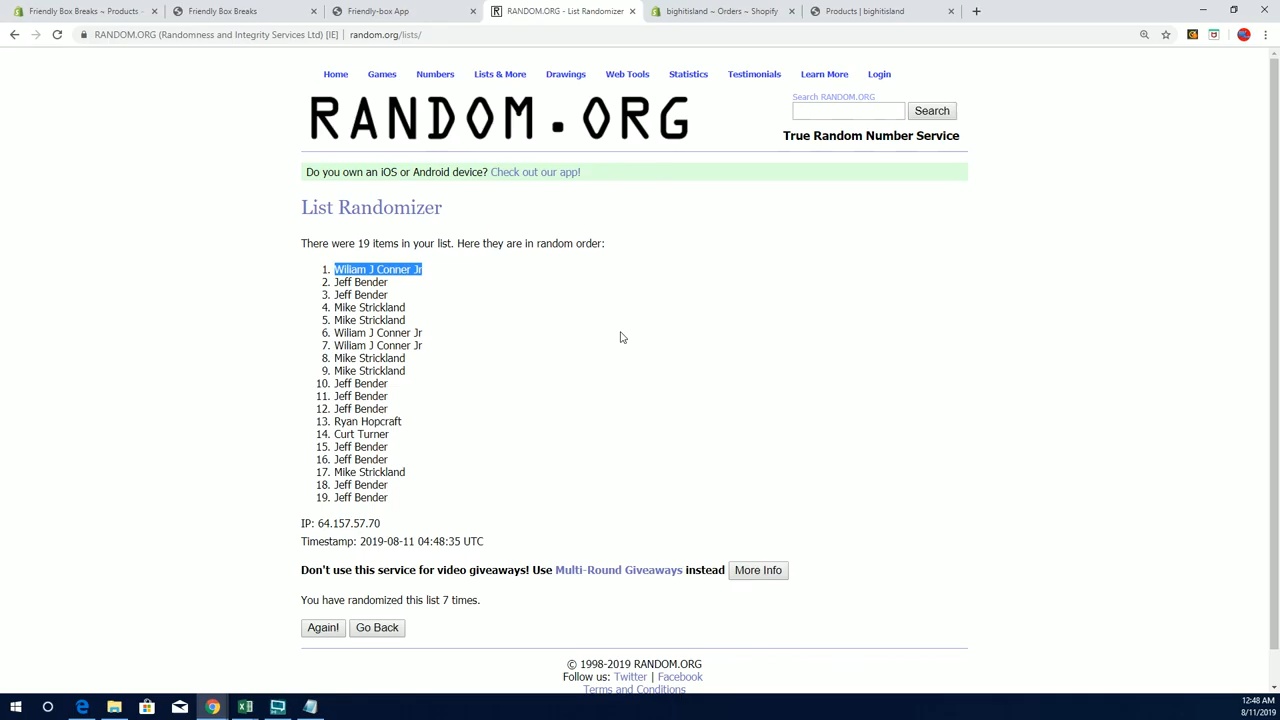 Friendly Box Breaks ~ Products ·
Friendly Box Breaks
Friendly-box App
RANDOM.ORG - List Randomizer
bighitisland ~ Orders ~ Shopify
Products | bighitisland
RANDOM.ORG (Randomness and Integrity Services Ltd) [IE] | random.org/lists/
Home Games Numbers Lists & More Drawings Web Tools Statistics Testimonials Learn More Login
RANDOM.ORG
Search RANDOM.ORG
Search
True Random Number Service
Do you own an iOS or Android device? Check out our app!
List Randomizer
There were 19 items in your list. Here they are in random order:
1. Wiliam J Conner Jr
2. Jeff Bender
3. Jeff Bender
4. Mike Strickland
5. Mike Strickland
6. Wiliam J Conner Jr
7. Wiliam J Conner Jr
8. Mike Strickland
9. Mike Strickland
10. Jeff Bender
11. Jeff Bender
12. Jeff Bender
13. Ryan Hopcraft
14. Curt Turner
15. Jeff Bender
16. Jeff Bender
17. Mike Strickland
18. Jeff Bender
19. Jeff Bender
IP: 64.157.57.70
Timestamp: 2019-08-11 04:48:35 UTC
Don't use this service for video giveaways! Use Multi-Round Giveaways instead More Info
You have randomized this list 7 times.
Again! Go Back
© 1998-2019 RANDOM.ORG
Follow us: Twitter | Facebook
Terms and Conditions
12:48 AM
8/11/2019